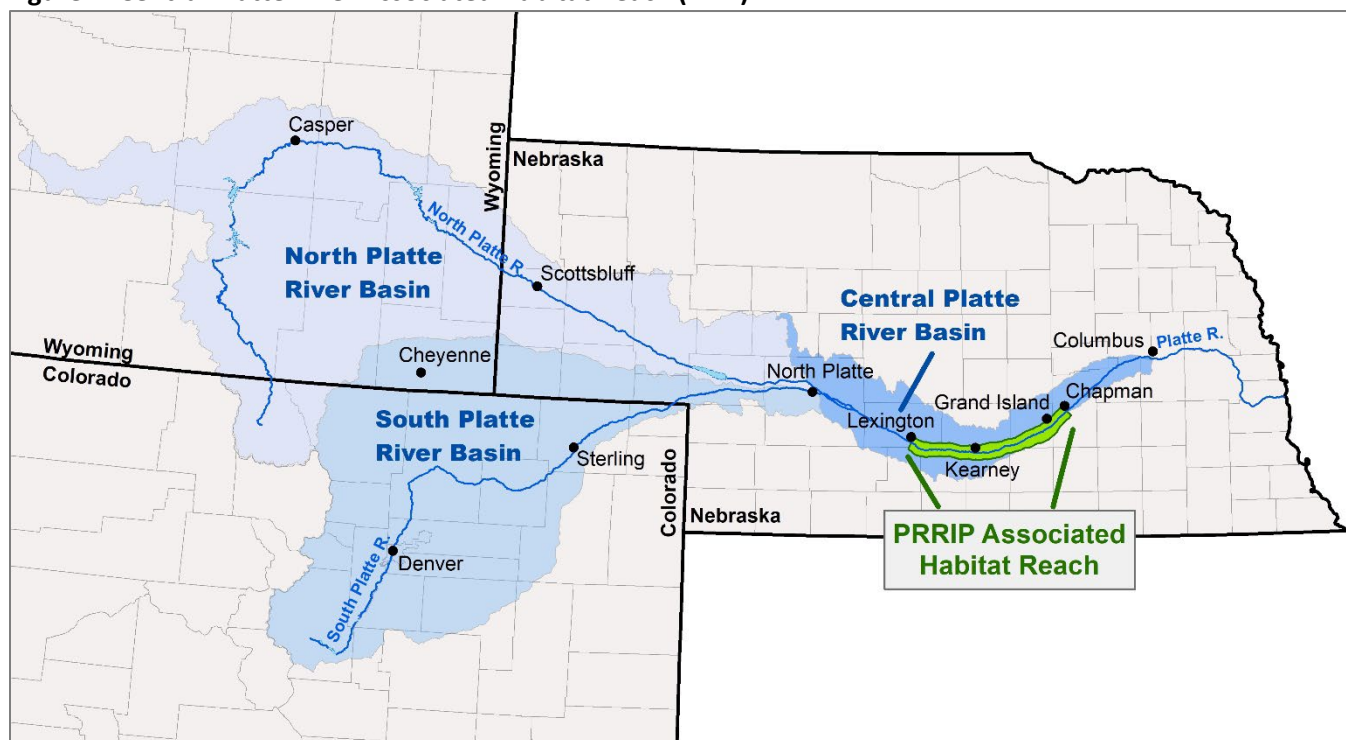 Casper
Wyoming
Nebraska
North Platte R.
North Platte
River Basin
Scottsbluff
Central Platte
River Basin
Columbus
Platte R.
Wyoming
Colorado
Cheyenne
North Platte
Chapman
Grand Island
Lexington
South Platte
River Basin
Sterling
Kearney
Colorado
Nebraska
PRRIP Associated
Habitat Reach
South Platte R.
Denver